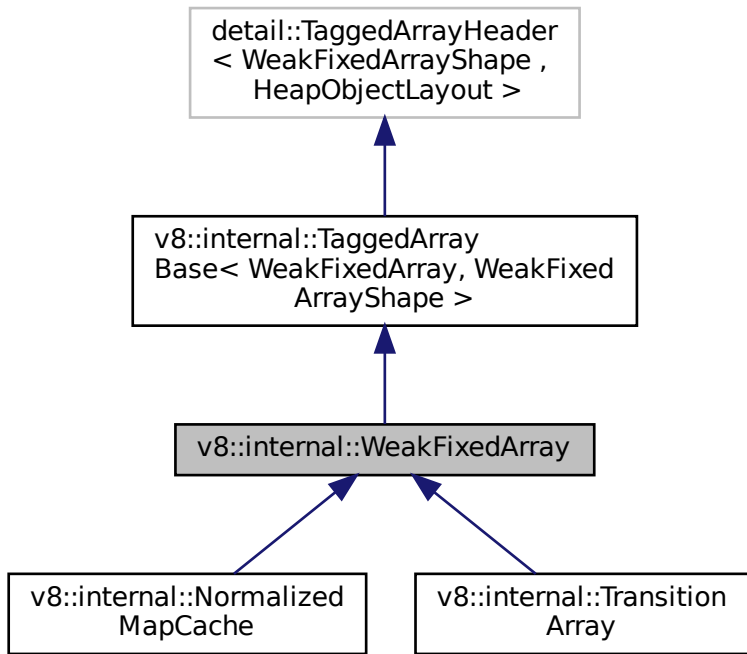 detail::TaggedArrayHeader
< WeakFixedArrayShape ,
HeapObjectLayout >
v8::internal::TaggedArray
Base< WeakFixedArray, WeakFixed
ArrayShape >
v8::internal::WeakFixedArray
v8::internal::Normalized
MapCache
v8::internal::Transition
Array